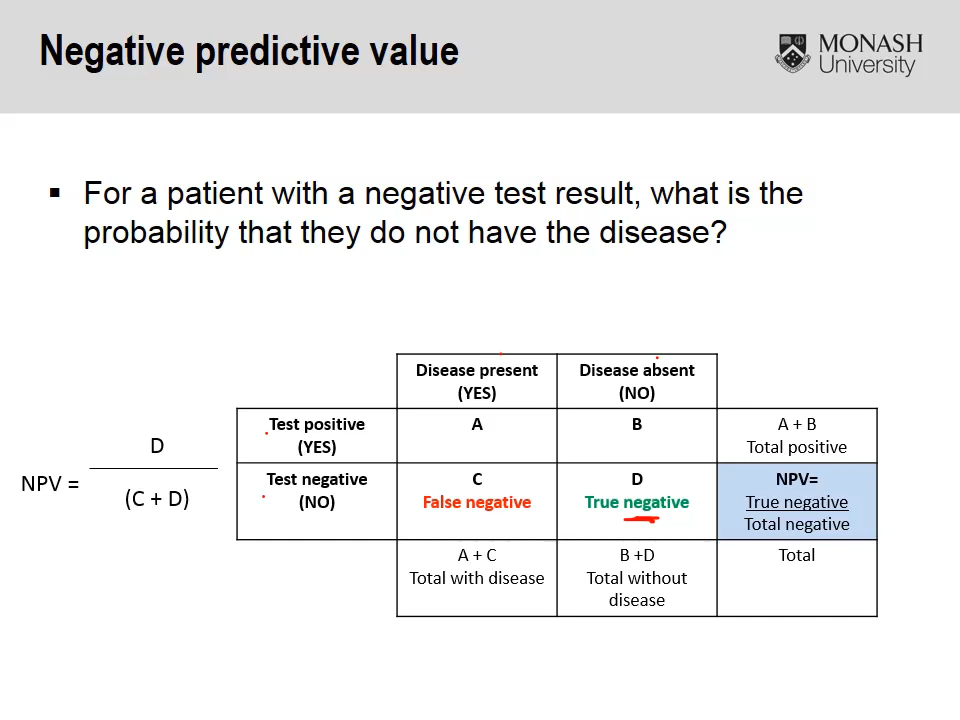 Negative predictive value
MONASH
University
▪ For a patient with a negative test result, what is the
probability that they do not have the disease?
NPV =
D
(C + D)
Disease present
(YES)
Disease absent
(NO)
Test positive
(YES)
A
B
A + B
Total positive
Test negative
(NO)
C
False negative
D
True negative
NPV=
True negative
Total negative
A + C
Total with disease
B +D
Total without
disease
Total